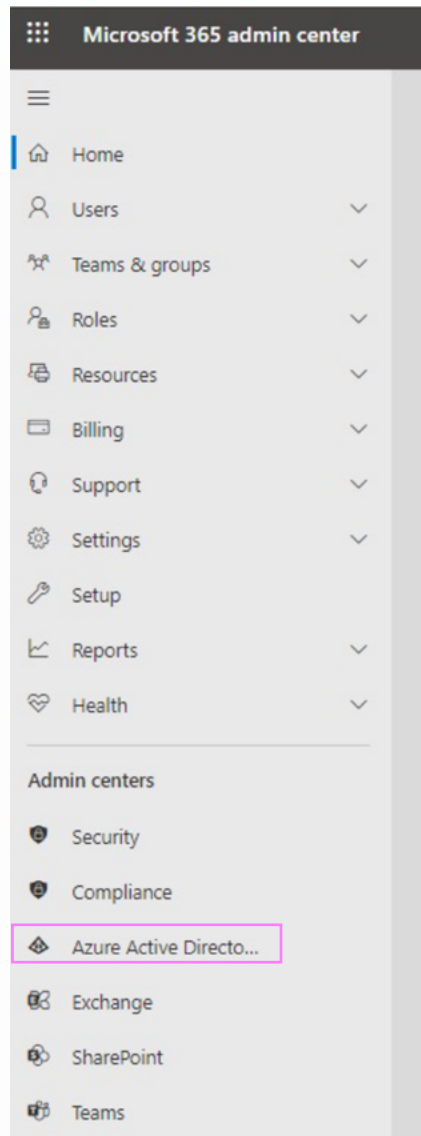 Microsoft 365 admin center
Home
Users
Teams & groups
Roles
Resources
Billing
Support
Settings
Setup
Reports
Health
Admin centers
Security
Compliance
Azure Active Directo...
Exchange
SharePoint
Teams